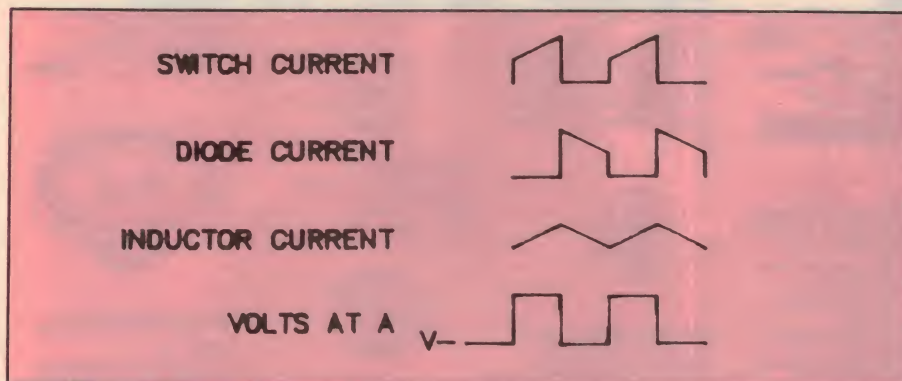 SWITCH CURRENT
DIODE CURRENT
INDUCTOR CURRENT
VOLTS AT A V-